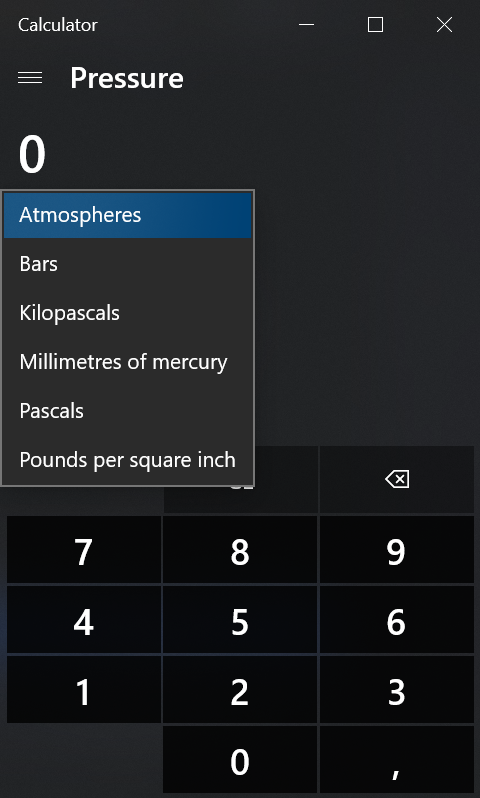 Calculator
Pressure
0
Atmospheres
Bars
Kilopascals
Millimetres of mercury
Pascals
Pounds per square inch
7 8 9
4 5 6
1 2 3
0 ,